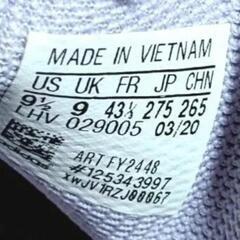 MADE IN VIETNAM
US UK FR JP CHN
9½ 9 43⅓ 275 265
LHV 029005 03/20
ART FY2448
#125343997
XWJV1RZJ00067